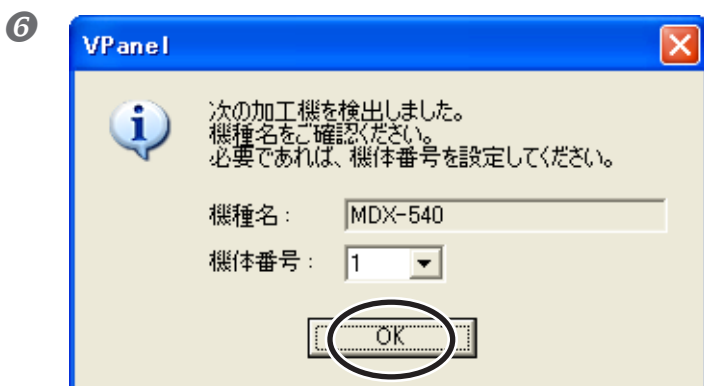 6
VPanel
次の加工機を検出しました。
機種名をご確認ください。
必要であれば、機体番号を設定してください。
機種名： MDX-540
機体番号： 1
OK